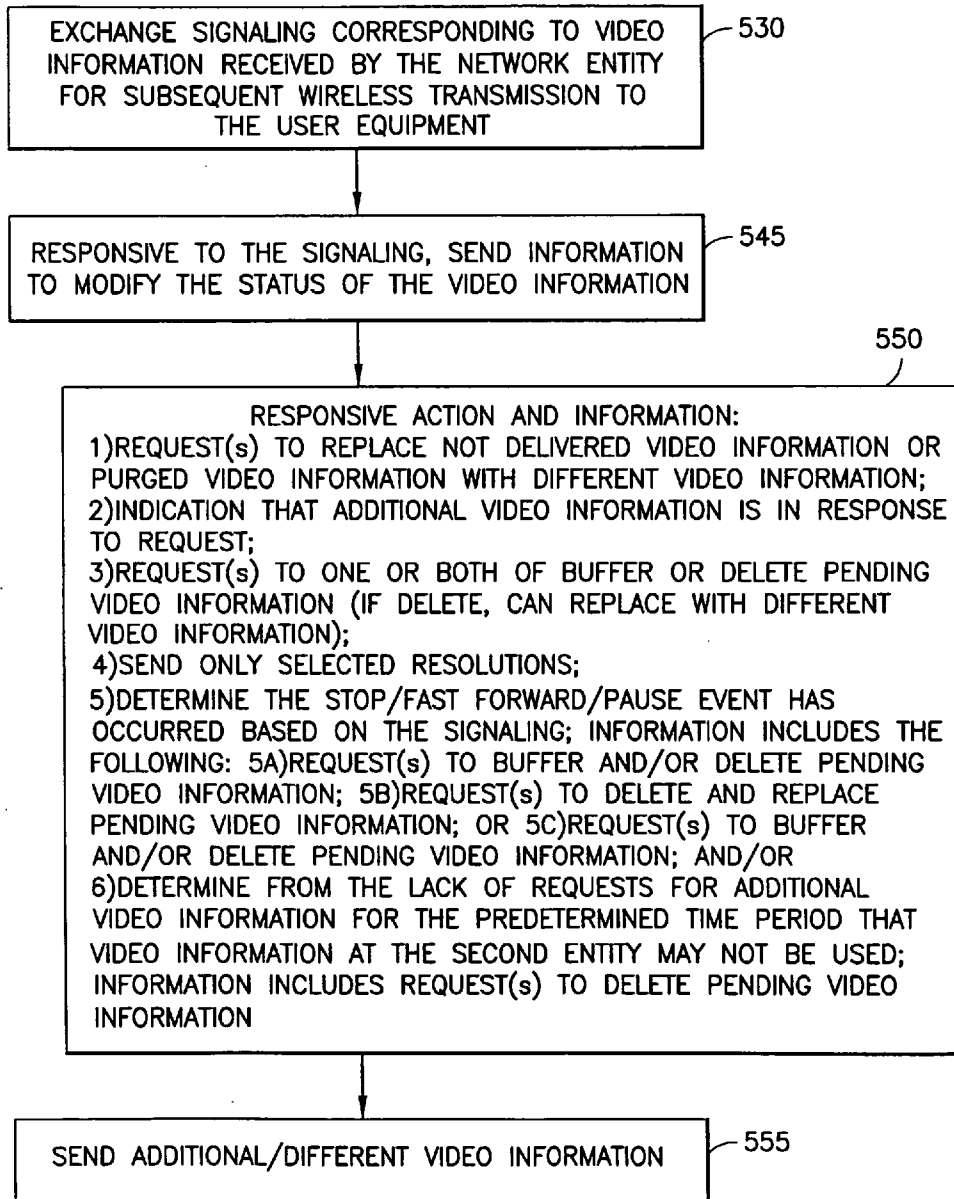 EXCHANGE SIGNALING CORRESPONDING TO VIDEO
INFORMATION RECEIVED BY THE NETWORK ENTITY
FOR SUBSEQUENT WIRELESS TRANSMISSION TO
THE USER EQUIPMENT
530
RESPONSIVE TO THE SIGNALING, SEND INFORMATION
TO MODIFY THE STATUS OF THE VIDEO INFORMATION
545
550
RESPONSIVE ACTION AND INFORMATION:
1)REQUEST(s) TO REPLACE NOT DELIVERED VIDEO INFORMATION OR
PURGED VIDEO INFORMATION WITH DIFFERENT VIDEO INFORMATION;
2)INDICATION THAT ADDITIONAL VIDEO INFORMATION IS IN RESPONSE
TO REQUEST;
3)REQUEST(s) TO ONE OR BOTH OF BUFFER OR DELETE PENDING
VIDEO INFORMATION (IF DELETE, CAN REPLACE WITH DIFFERENT
VIDEO INFORMATION);
4)SEND ONLY SELECTED RESOLUTIONS;
5)DETERMINE THE STOP/FAST FORWARD/PAUSE EVENT HAS
OCCURRED BASED ON THE SIGNALING; INFORMATION INCLUDES THE
FOLLOWING: 5A)REQUEST(s) TO BUFFER AND/OR DELETE PENDING
VIDEO INFORMATION; 5B)REQUEST(s) TO DELETE AND REPLACE
PENDING VIDEO INFORMATION; OR 5C)REQUEST(s) TO BUFFER
AND/OR DELETE PENDING VIDEO INFORMATION; AND/OR
6)DETERMINE FROM THE LACK OF REQUESTS FOR ADDITIONAL
VIDEO INFORMATION FOR THE PREDETERMINED TIME PERIOD THAT
VIDEO INFORMATION AT THE SECOND ENTITY MAY NOT BE USED;
INFORMATION INCLUDES REQUEST(s) TO DELETE PENDING VIDEO
INFORMATION
SEND ADDITIONAL/DIFFERENT VIDEO INFORMATION
555